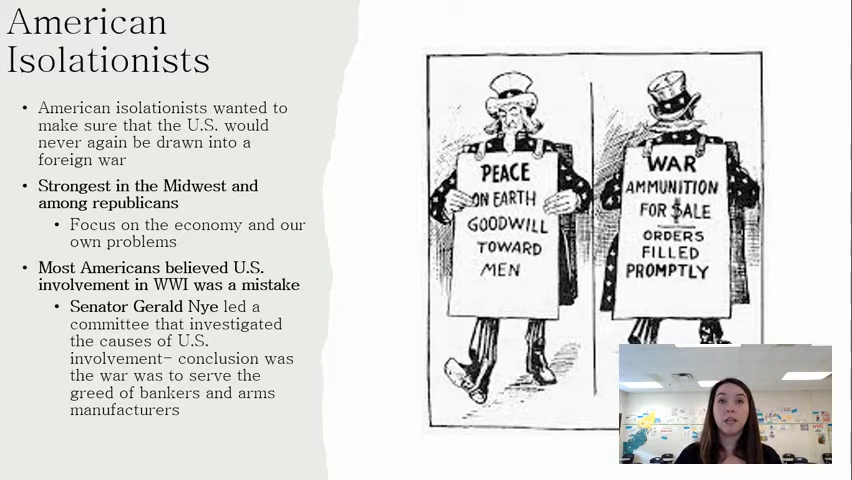 American
Isolationists
• American isolationists wanted to
make sure that the U.S. would
never again be drawn into a
foreign war
• Strongest in the Midwest and
among republicans
• Focus on the economy and our
own problems
• Most Americans believed U.S.
involvement in WWI was a mistake
• Senator Gerald Nye led a
committee that investigated
the causes of U.S.
involvement- conclusion was
the war was to serve the
greed of bankers and arms
manufacturers
PEACE
ON EARTH
GOODWILL
TOWARD
MEN
WAR
AMMUNITION
FOR $ALE
ORDERS
FILLED
PROMPTLY